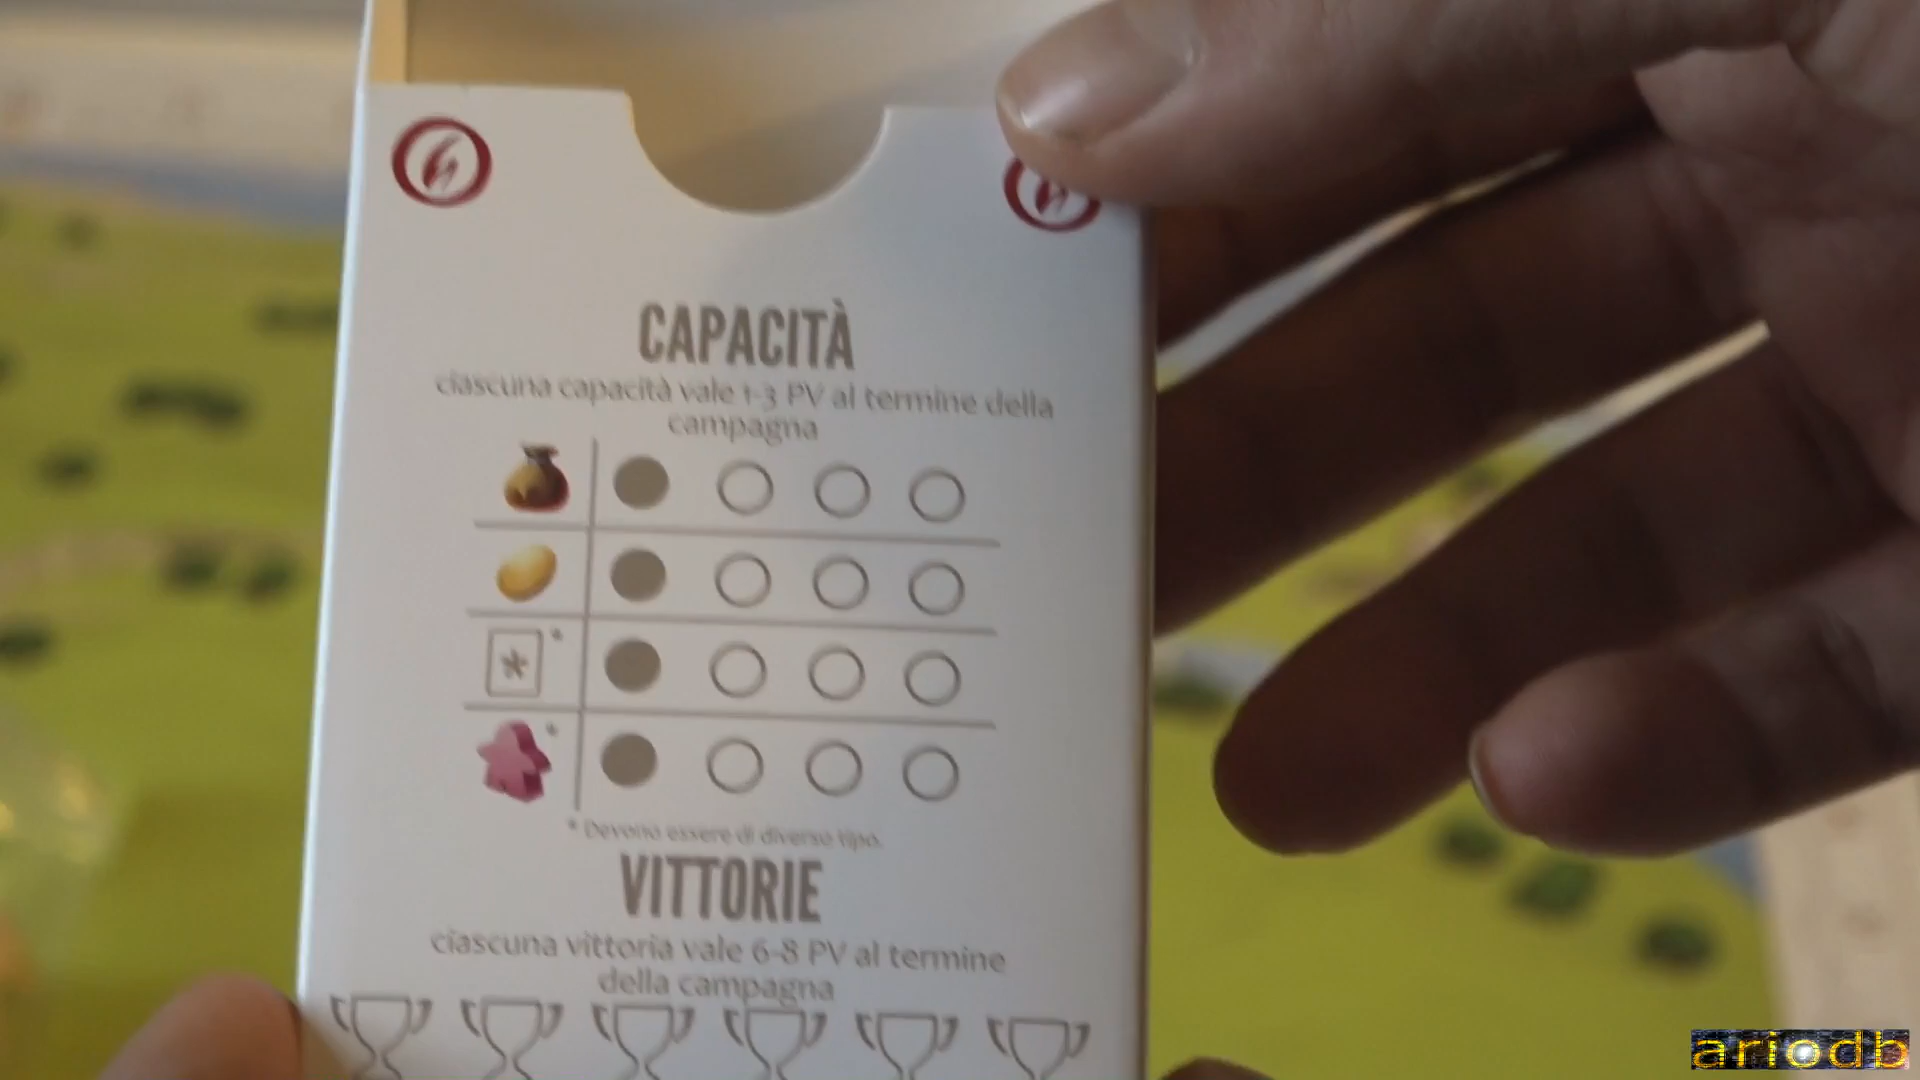 CAPACITÀ
ciascuna capacità vale 1-3 PV al termine della
campagna
*
*
*
* Devono essere di diverso tipo.
VITTORIE
ciascuna vittoria vale 6-8 PV al termine
della campagna
ariodb